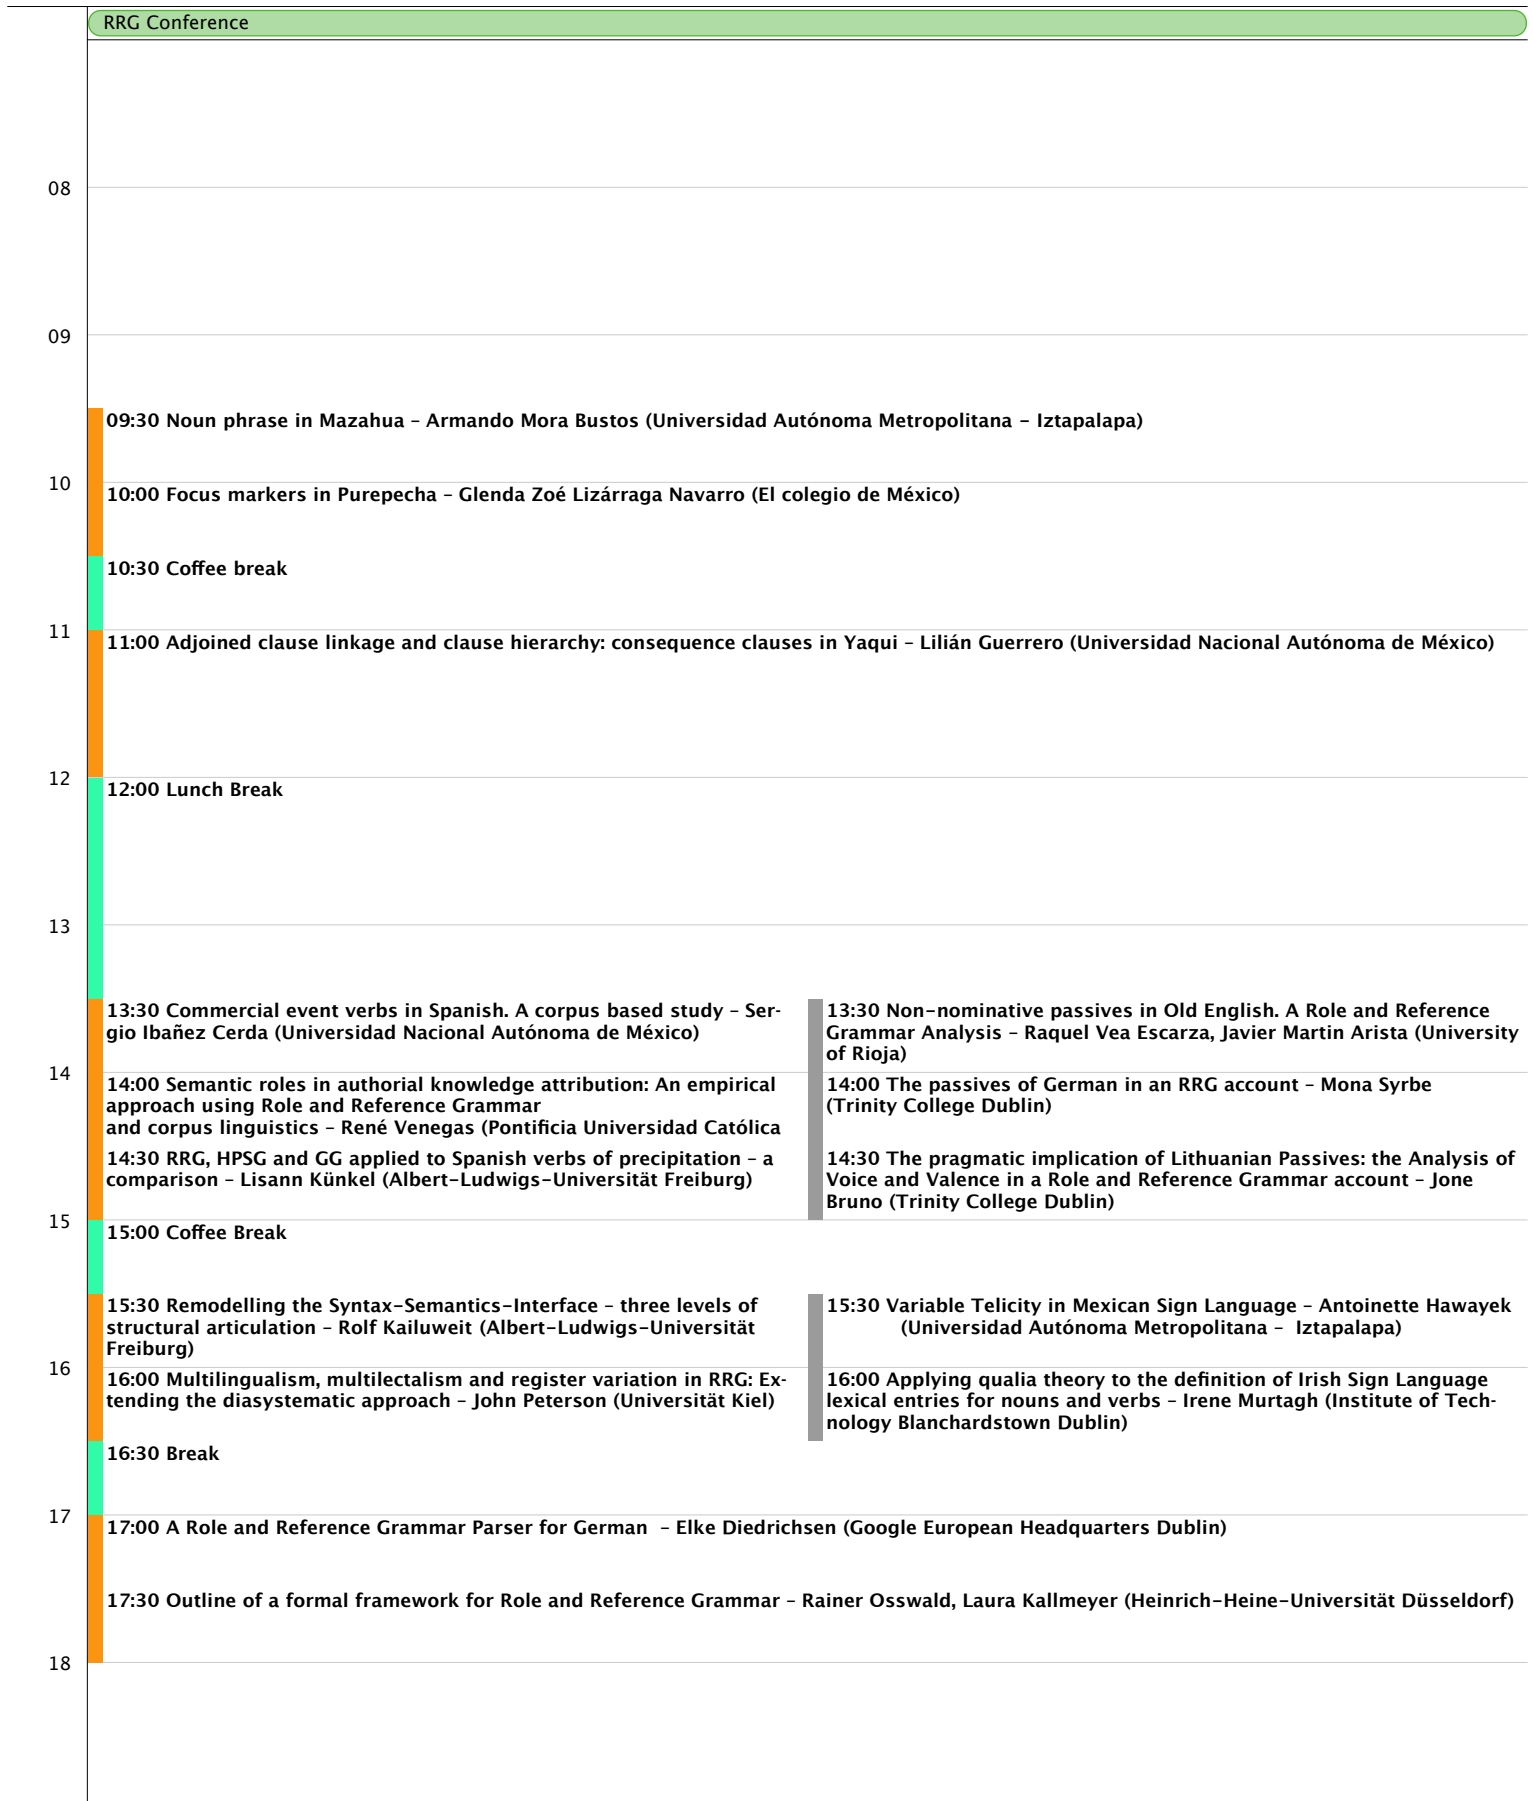 RRG Conference
08
09
09:30 Noun phrase in Mazahua – Armando Mora Bustos (Universidad Autónoma Metropolitana - Iztapalapa)
10
10:00 Focus markers in Purepecha – Glenda Zoé Lizárraga Navarro (El colegio de México)
10:30 Coffee break
11
11:00 Adjoined clause linkage and clause hierarchy: consequence clauses in Yaqui – Lilián Guerrero (Universidad Nacional Autónoma de México)
12
12:00 Lunch Break
13
13:30 Commercial event verbs in Spanish. A corpus based study – Ser-
gio Ibañez Cerda (Universidad Nacional Autónoma de México)
13:30 Non-nominative passives in Old English. A Role and Reference
Grammar Analysis – Raquel Vea Escarza, Javier Martin Arista (University
of Rioja)
14
14:00 Semantic roles in authorial knowledge attribution: An empirical
approach using Role and Reference Grammar
and corpus linguistics – René Venegas (Pontificia Universidad Católica
14:00 The passives of German in an RRG account – Mona Syrbe
(Trinity College Dublin)
14:30 RRG, HPSG and GG applied to Spanish verbs of precipitation – a
comparison – Lisann Künkel (Albert-Ludwigs-Universität Freiburg)
14:30 The pragmatic implication of Lithuanian Passives: the Analysis of
Voice and Valence in a Role and Reference Grammar account – Jone
Bruno (Trinity College Dublin)
15
15:00 Coffee Break
15:30 Remodelling the Syntax-Semantics-Interface – three levels of
structural articulation – Rolf Kailuweit (Albert-Ludwigs-Universität
Freiburg)
15:30 Variable Telicity in Mexican Sign Language – Antoinette Hawayek
(Universidad Autónoma Metropolitana – Iztapalapa)
16
16:00 Multilingualism, multilectalism and register variation in RRG: Ex-
tending the diasystematic approach – John Peterson (Universität Kiel)
16:00 Applying qualia theory to the definition of Irish Sign Language
lexical entries for nouns and verbs – Irene Murtagh (Institute of Tech-
nology Blanchardstown Dublin)
16:30 Break
17
17:00 A Role and Reference Grammar Parser for German – Elke Diedrichsen (Google European Headquarters Dublin)
17:30 Outline of a formal framework for Role and Reference Grammar – Rainer Osswald, Laura Kallmeyer (Heinrich-Heine-Universität Düsseldorf)
18